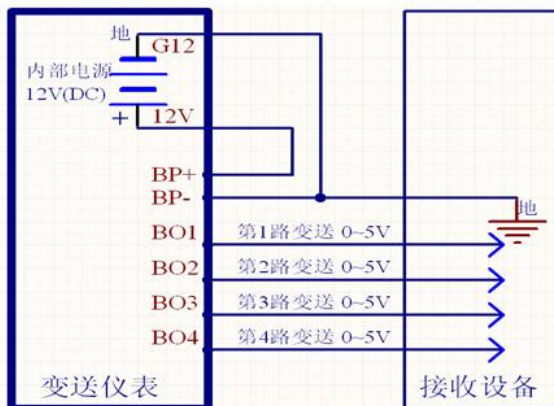 地
G12
内部电源
12V(DC)
+
12V
BP+
BP-
地
BO1
第1路变送 0~5V
BO2
第2路变送 0~5V
BO3
第3路变送 0~5V
BO4
第4路变送 0~5V
变送仪表
接收设备